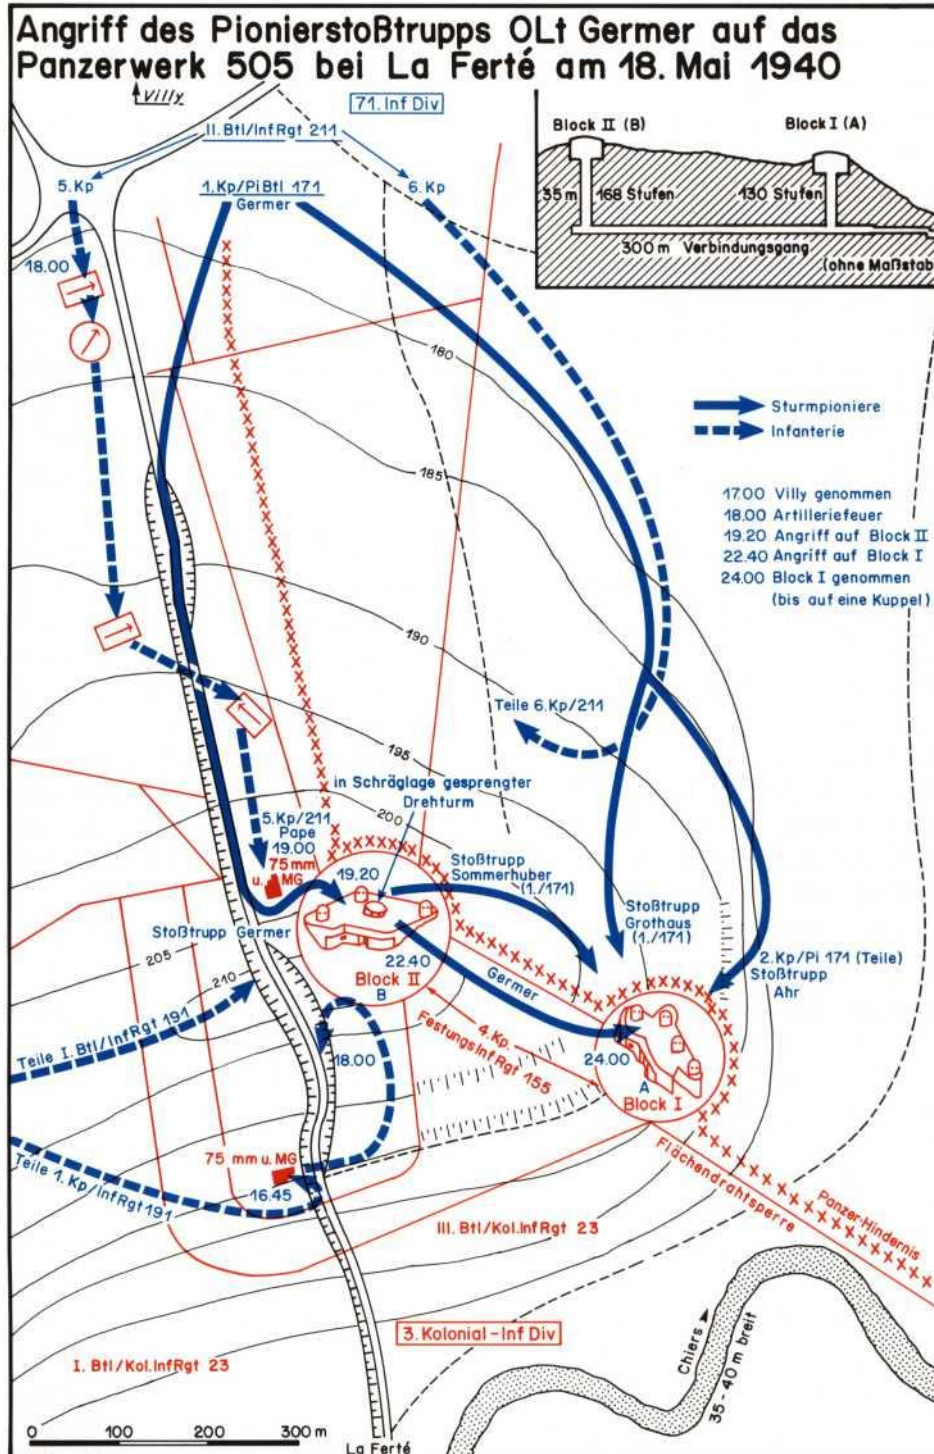 Angriff des Pionierstoßtrupps OLt Germer auf das
Panzerwerk 505 bei La Ferté am 18. Mai 1940
Villy
71. Inf Div
II. Btl/InfRgt 211
5. Kp
1. Kp/PiBtl 171
Germer
6. Kp
18.00
Block II (B)
Block I (A)
35 m
168 Stufen
130 Stufen
300 m Verbindungsgang
(ohne Maßstab
180
185
190
195
200
205
210
Sturmpioniere
Infanterie
17.00 Villy genommen
18.00 Artilleriefeuer
19.20 Angriff auf Block II
22.40 Angriff auf Block I
24.00 Block I genommen
(bis auf eine Kuppel)
Teile 6. Kp/211
in Schräglage gesprengter
Drehturm
5. Kp/211
Pape
19.00
75 mm
u. MG
19.20
Stoßtrupp
Sommerhuber
(1./171)
Stoßtrupp Germer
22.40
Block II
B
Stoßtrupp
Grothaus
(1./171)
2. Kp/Pi 171 (Teile)
Stoßtrupp
Ahr
Germer
Teile I. Btl/InfRgt 191
18.00
4. Kp.
FestungsInfRgt 155
24.00
A
Block I
75 mm u. MG
16.45
Teile 1. Kp/InfRgt 191
Flächendrahtsperre
Panzer-Hindernis
III. Btl/Kol.InfRgt 23
3. Kolonial-Inf Div
I. Btl/Kol.InfRgt 23
Chiers
35 - 40 m breit
0 100 200 300 m
La Ferté